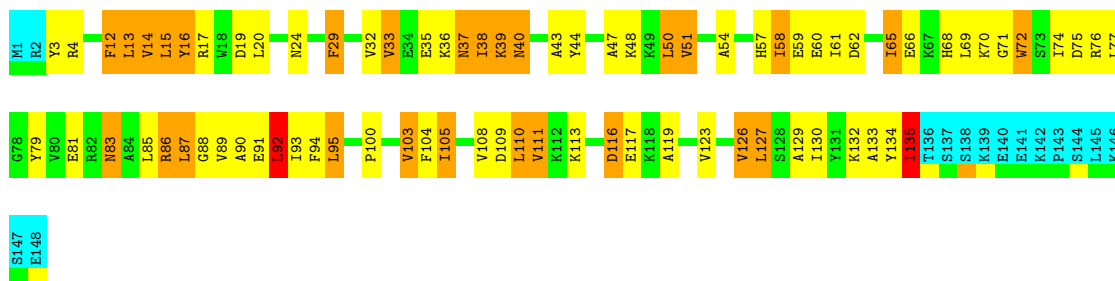 M1 R2 Y3 R4 F12 L13 V14 L15 Y16 R17 W18 D19 L20 N24 F29 V32 V33 E34 E35 K36 N37 I38 K39 N40 A43 Y44 A47 K48 K49 L50 V51 A54 H57 I58 E59 E60 I61 D62 I65 E66 K67 H68 L69 K70 G71 W72 S73 I74 D75 R76 I77
G78 Y79 V80 E81 R82 N83 A84 L85 R86 L87 G88 V89 A90 E91 L92 I93 F94 L95 P100 V103 F104 I105 V108 D109 L110 V111 K112 K113 D116 E117 K118 A119 V123 V126 L127 S128 A129 I130 Y131 K132 A133 Y134 I135 T136 S137 S138 K139 E140 E141 K142 P143 S144 L145 K146
S147 E148